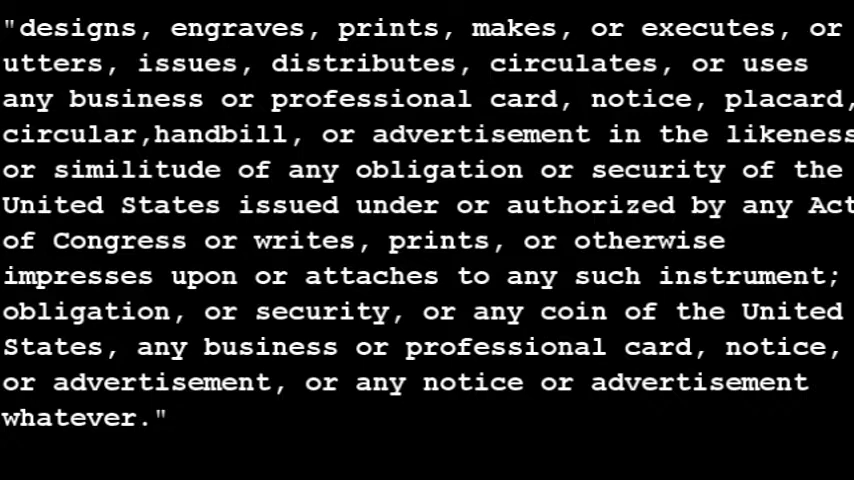 "designs, engraves, prints, makes, or executes, or
utters, issues, distributes, circulates, or uses
any business or professional card, notice, placard,
circular,handbill, or advertisement in the likeness
or similitude of any obligation or security of the
United States issued under or authorized by any Act
of Congress or writes, prints, or otherwise
impresses upon or attaches to any such instrument;
obligation, or security, or any coin of the United
States, any business or professional card, notice,
or advertisement, or any notice or advertisement
whatever."